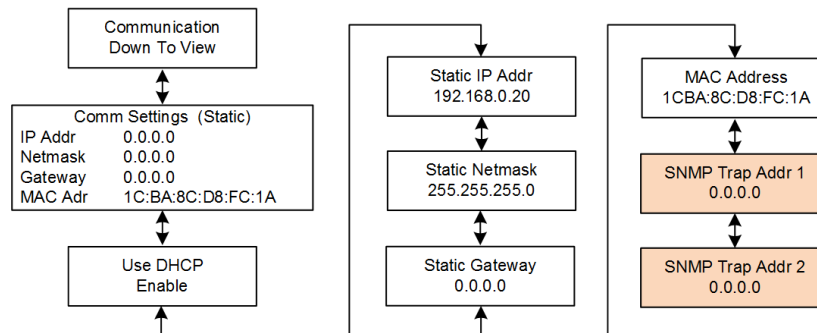 Communication
Down To View
Comm Settings (Static)
IP Addr 0.0.0.0
Netmask 0.0.0.0
Gateway 0.0.0.0
MAC Adr 1C:BA:8C:D8:FC:1A
Use DHCP
Enable
Static IP Addr
192.168.0.20
Static Netmask
255.255.255.0
Static Gateway
0.0.0.0
MAC Address
1CBA:8C:D8:FC:1A
SNMP Trap Addr 1
0.0.0.0
SNMP Trap Addr 2
0.0.0.0